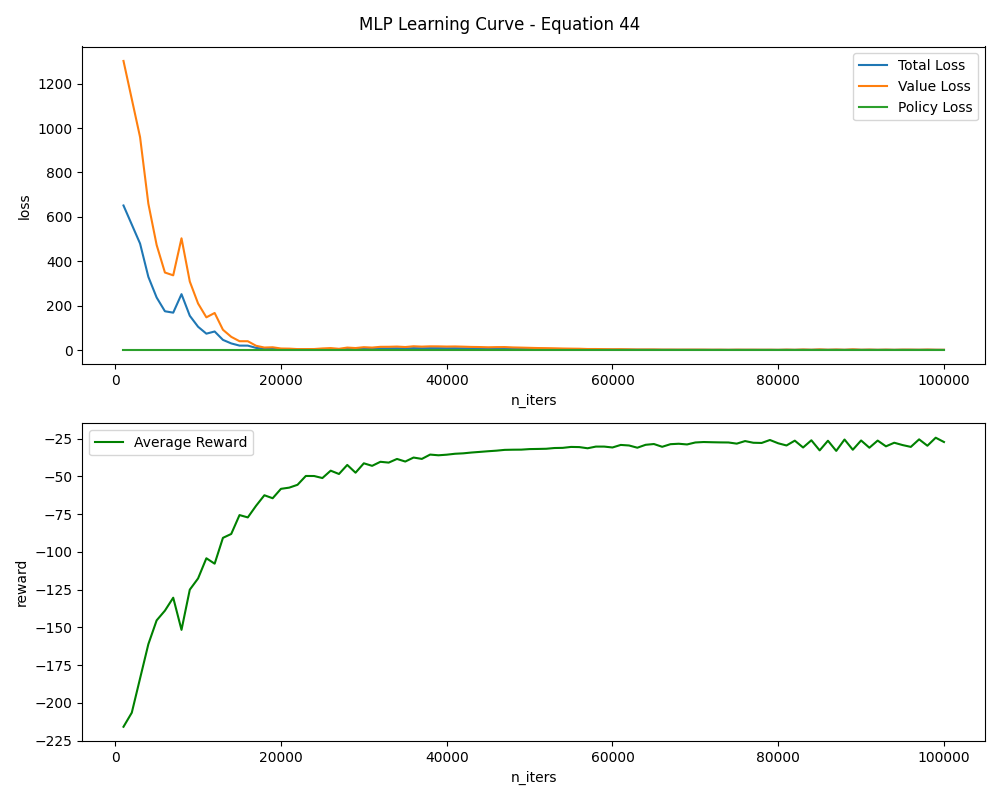 MLP Learning Curve - Equation 44
1200
1000
800
600
400
200
0
loss
Total Loss
Value Loss
Policy Loss
0 20000 40000 60000 80000 100000
n_iters
−25
−50
−75
−100
−125
−150
−175
−200
−225
reward
Average Reward
0 20000 40000 60000 80000 100000
n_iters